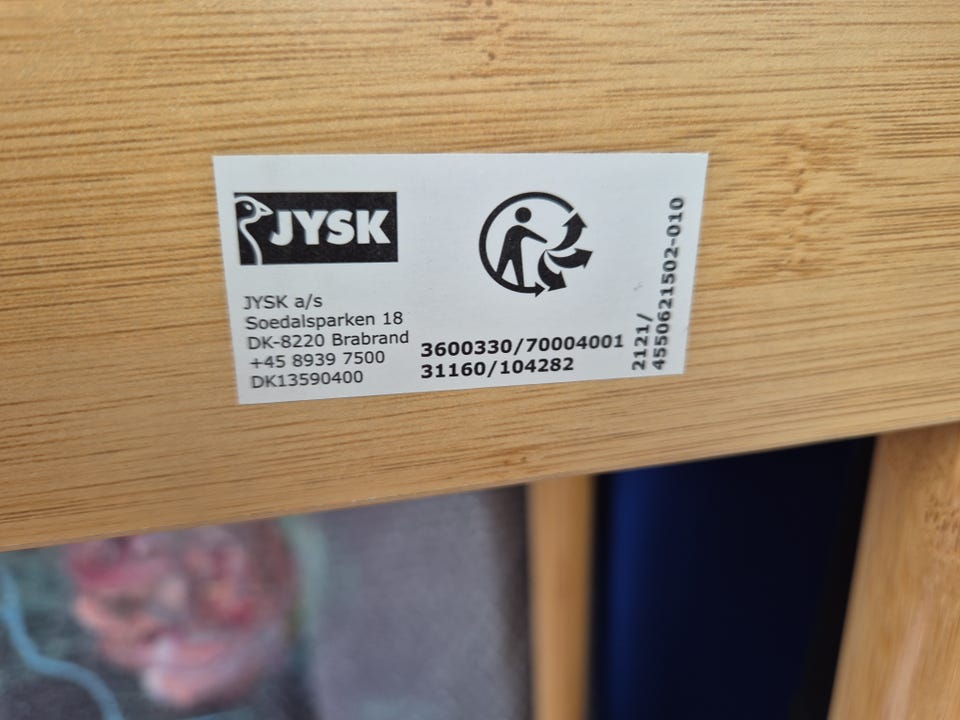 JYSK
JYSK a/s
Soedalsparken 18
DK-8220 Brabrand
+45 8939 7500
DK13590400
3600330/70004001
31160/104282
2121/
4550621502-010